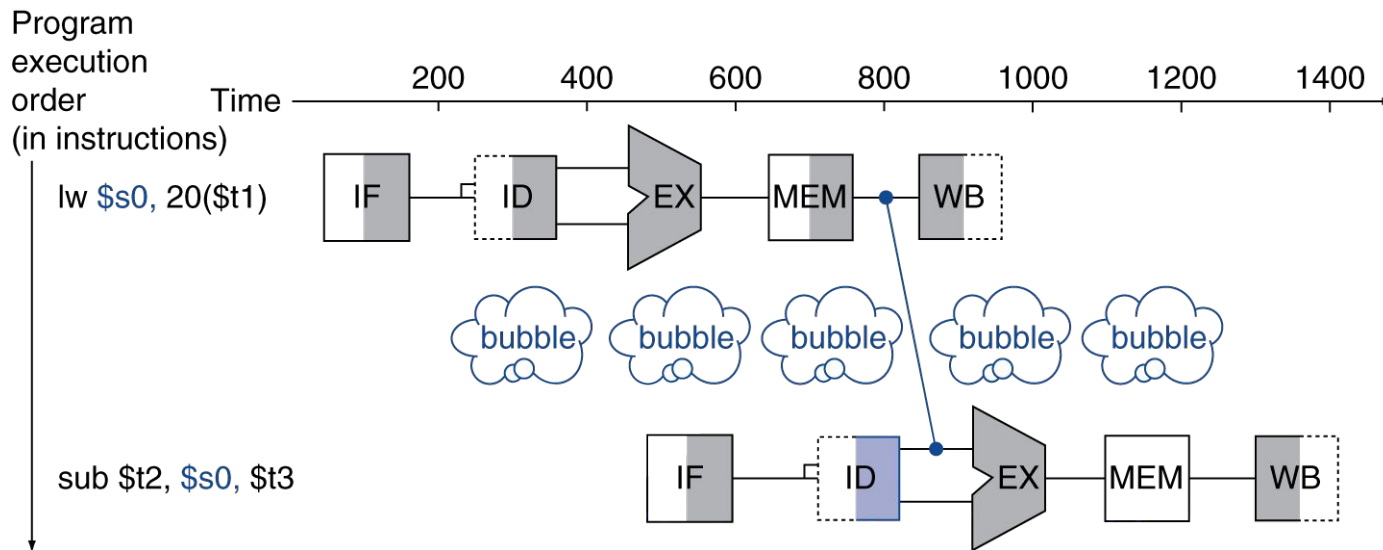 Program
execution
order
(in instructions)
Time
200 400 600 800 1000 1200 1400
lw $s0, 20($t1)
IF ID EX MEM WB
bubble bubble bubble bubble bubble
sub $t2, $s0, $t3
IF ID EX MEM WB